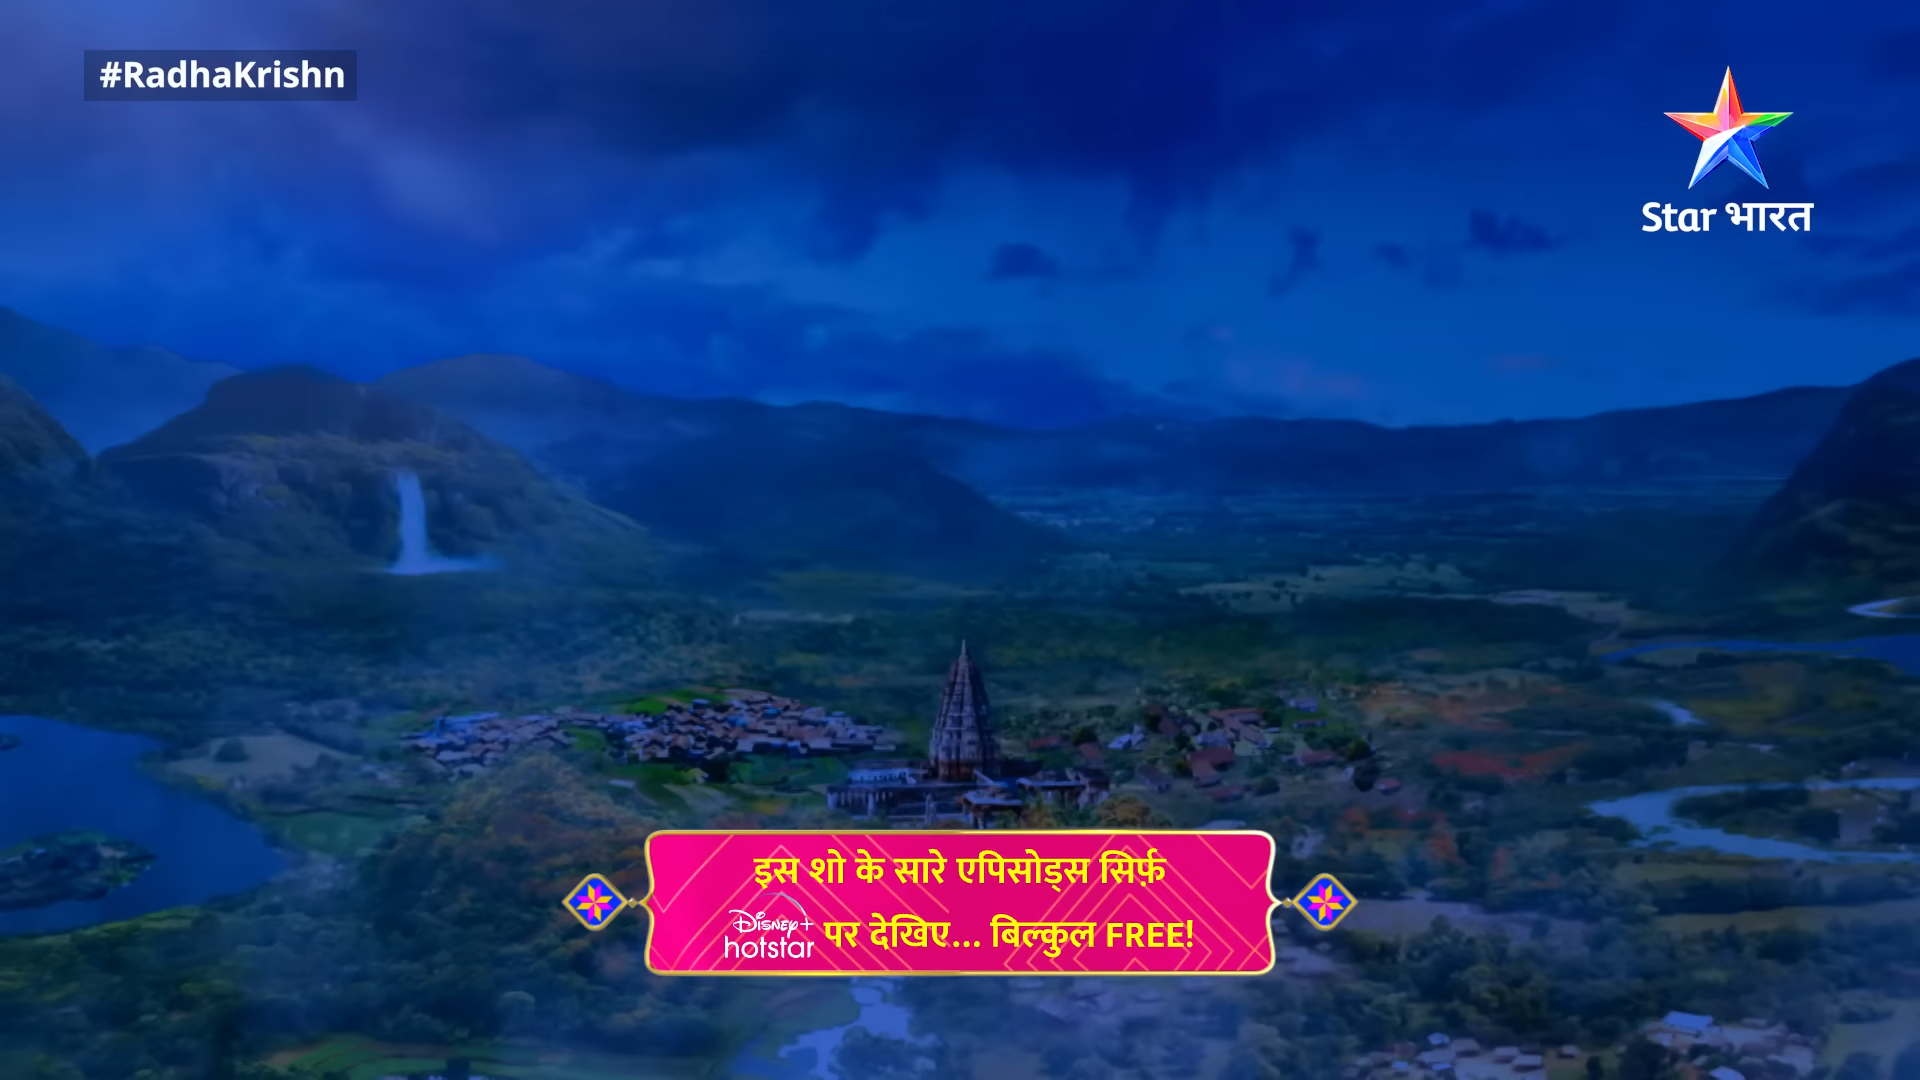 #RadhaKrishn
Star भारत
इस शो के सारे एपिसोड्स सिर्फ़
Disney+ hotstar पर देखिए... बिल्कुल FREE!